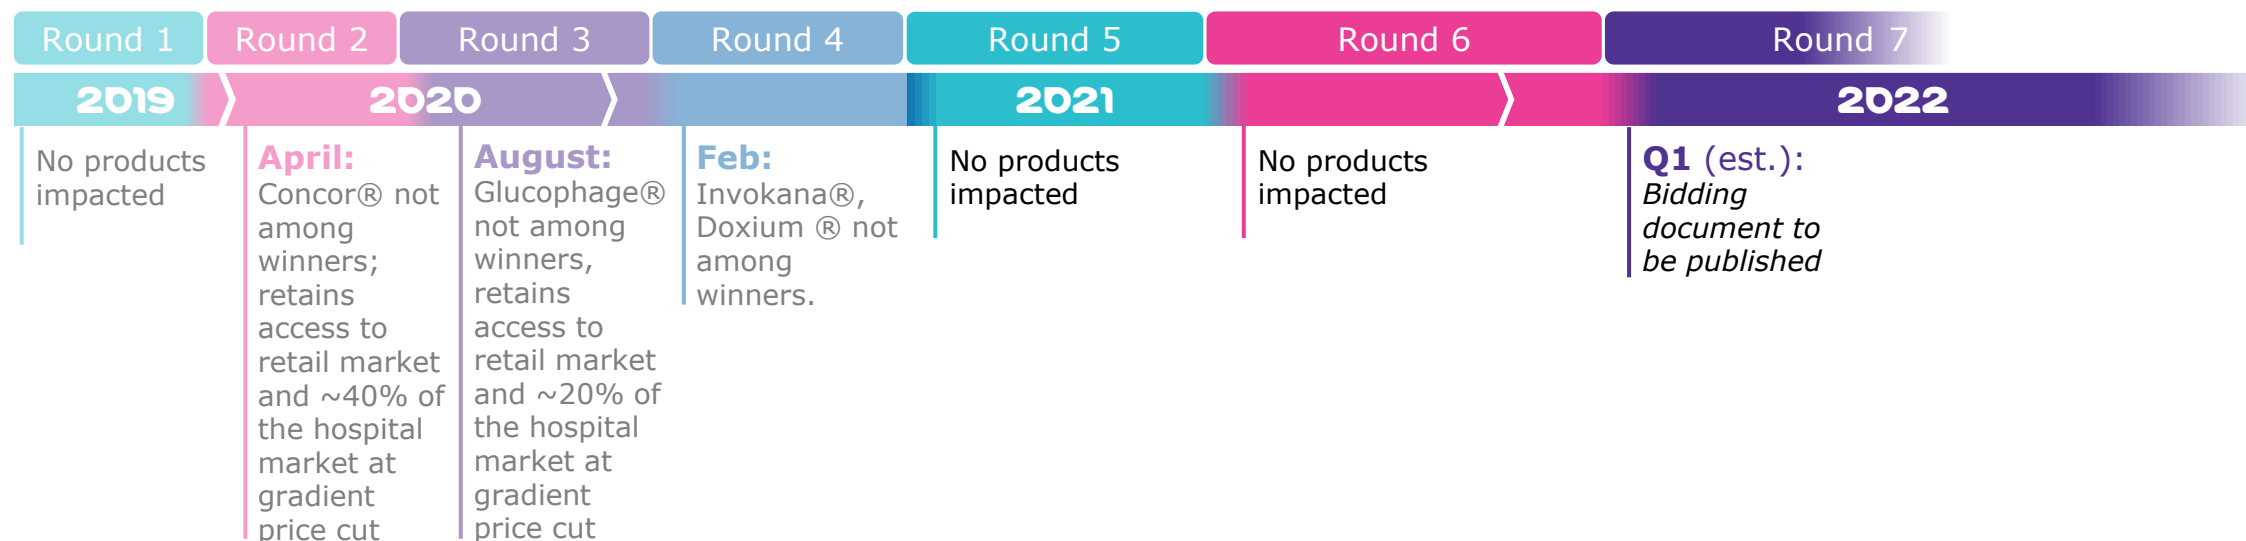 Round 1
Round 2
Round 3
Round 4
Round 5
Round 6
Round 7
2019
2020
2021
2022
No products
impacted
April:
Concor® not
among
winners;
retains
access to
retail market
and ~40% of
the hospital
market at
gradient
price cut
August:
Glucophage®
not among
winners,
retains
access to
retail market
and ~20% of
the hospital
market at
gradient
price cut
Feb:
Invokana®,
Doxium ® not
among
winners.
No products
impacted
No products
impacted
Q1 (est.):
Bidding
document to
be published